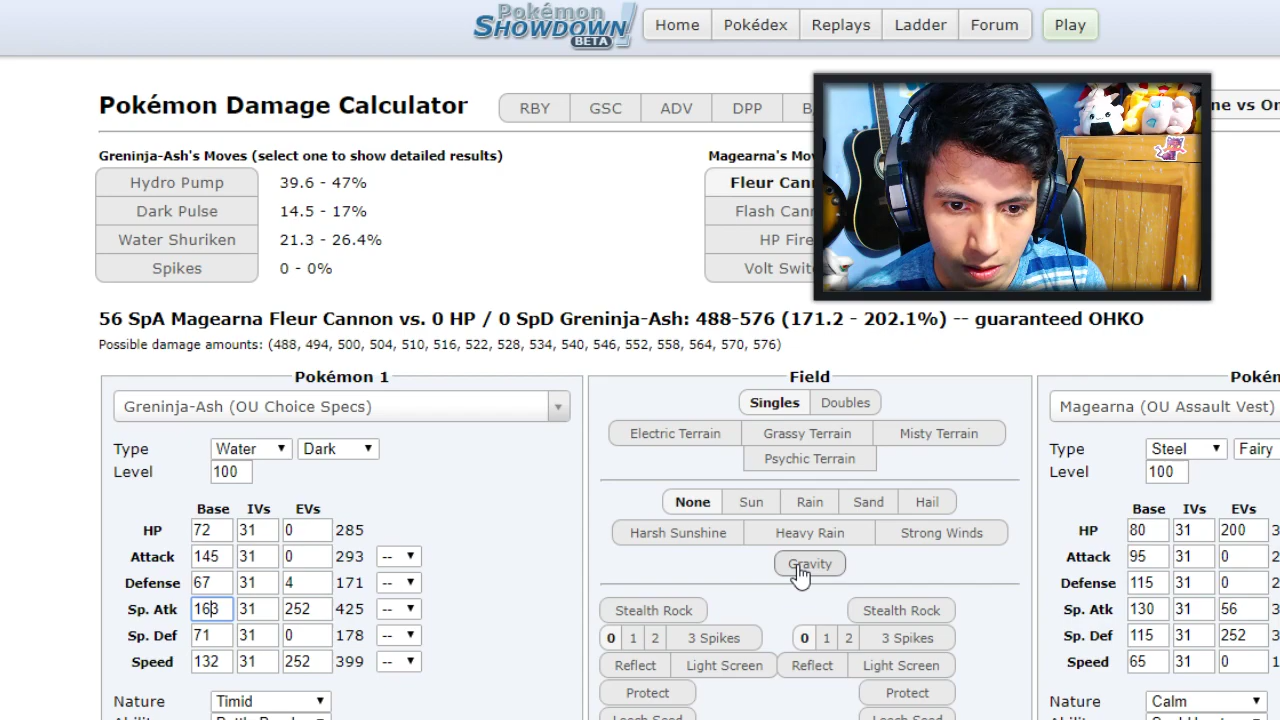 Pokémon
SHOWDOWN!
BETA
Home Pokédex Replays Ladder Forum Play
Pokémon Damage Calculator RBY GSC ADV DPP
Greninja-Ash's Moves (select one to show detailed results)
Hydro Pump 39.6 - 47%
Dark Pulse 14.5 - 17%
Water Shuriken 21.3 - 26.4%
Spikes 0 - 0%
Magearna's Mov
Fleur Cann
Flash Cann
HP Fire
Volt Switc
56 SpA Magearna Fleur Cannon vs. 0 HP / 0 SpD Greninja-Ash: 488-576 (171.2 - 202.1%) -- guaranteed OHKO
Possible damage amounts: (488, 494, 500, 504, 510, 516, 522, 528, 534, 540, 546, 552, 558, 564, 570, 576)
Pokémon 1
Greninja-Ash (OU Choice Specs)
Type Water Dark
Level 100
Base IVs EVs
HP 72 31 0 285
Attack 145 31 0 293 --
Defense 67 31 4 171 --
Sp. Atk 163 31 252 425 --
Sp. Def 71 31 0 178 --
Speed 132 31 252 399 --
Nature Timid
Field
Singles Doubles
Electric Terrain Grassy Terrain Misty Terrain
Psychic Terrain
None Sun Rain Sand Hail
Harsh Sunshine Heavy Rain Strong Winds
Gravity
Stealth Rock Stealth Rock
0 1 2 3 Spikes 0 1 2 3 Spikes
Reflect Light Screen Reflect Light Screen
Protect Protect
Poké
Magearna (OU Assault Vest)
Type Steel Fairy
Level 100
Base IVs EVs
HP 80 31 200 3
Attack 95 31 0 2
Defense 115 31 0 2
Sp. Atk 130 31 56 3
Sp. Def 115 31 252 3
Speed 65 31 0 1
Nature Calm